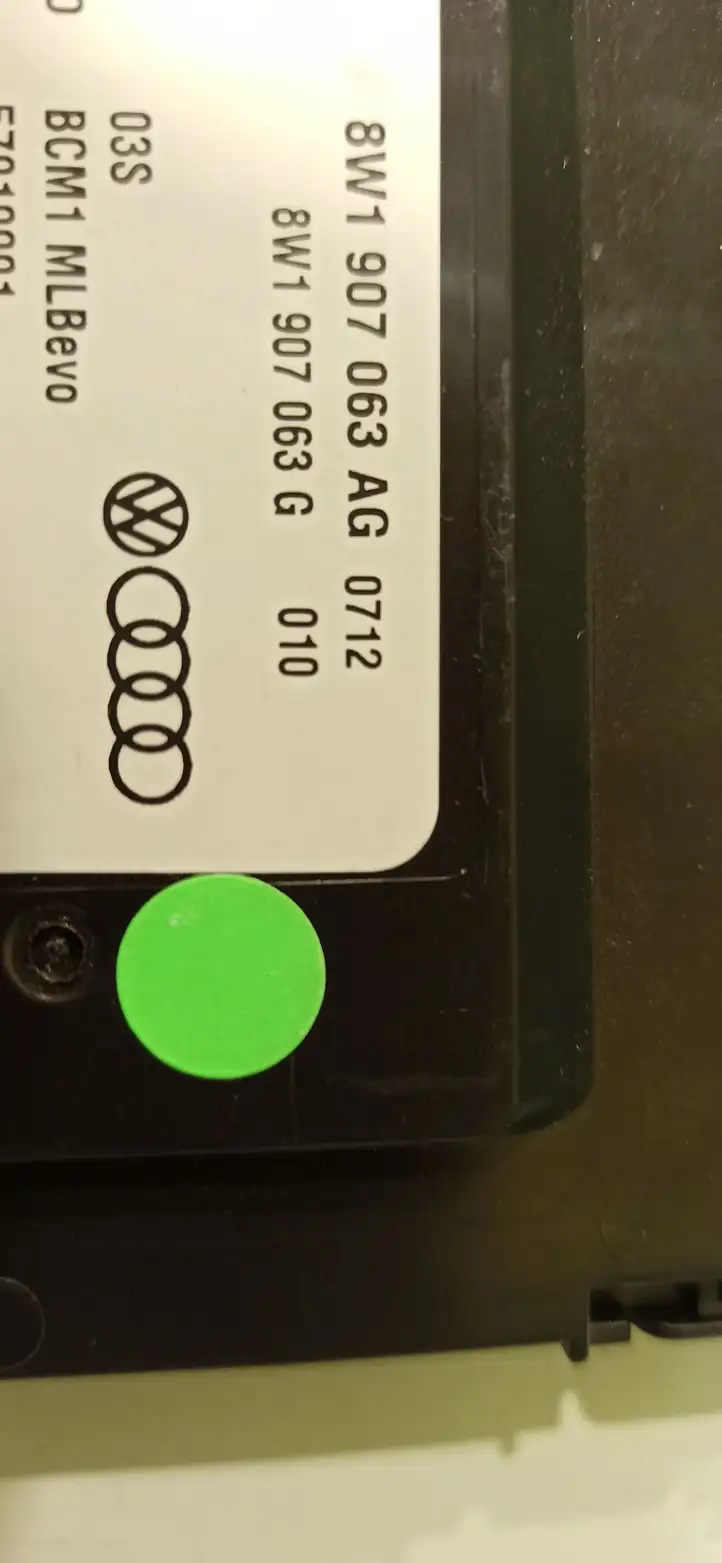 8W1 907 063 AG 0712
8W1 907 063 G 010
03S
BCM1 MLBevo